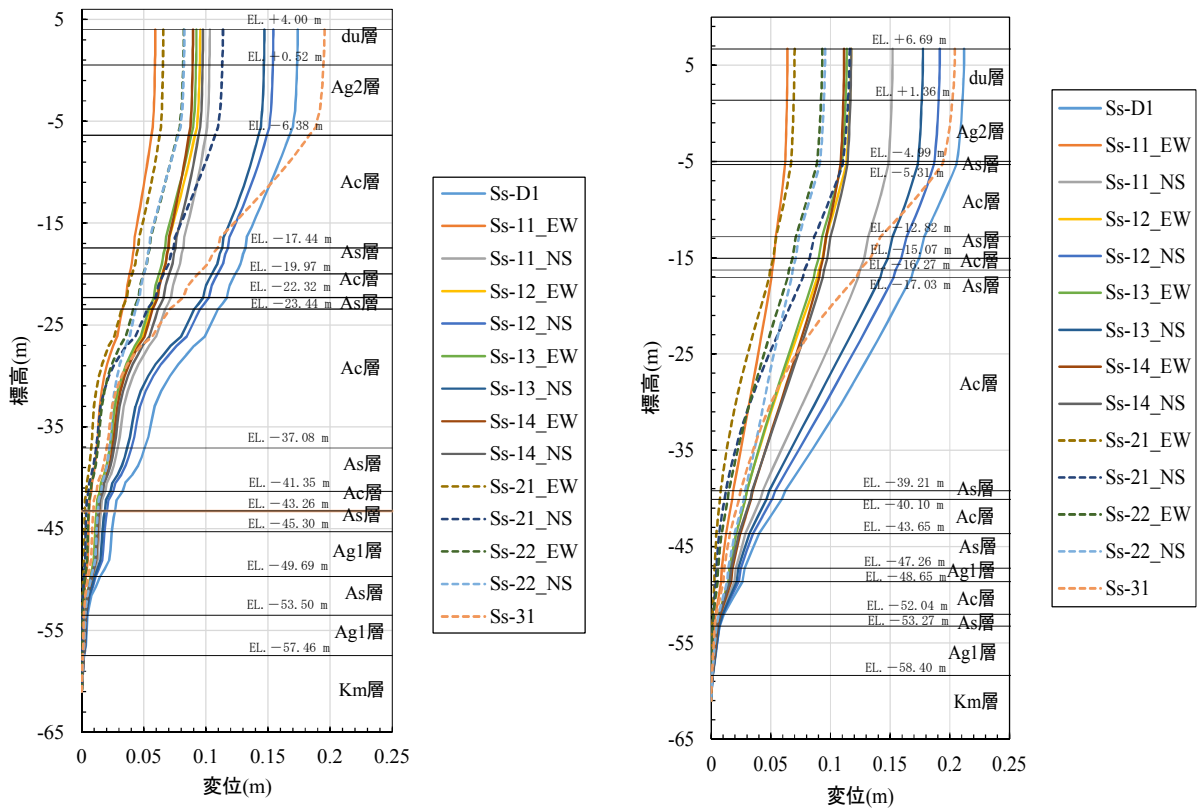 標高(m)
5
-5
-15
-25
-35
-45
-55
-65
EL. +4.00 m
du層
EL. +0.52 m
Ag2層
EL. -6.38 m
Ac層
EL. -17.44 m
As層
EL. -19.97 m
Ac層
EL. -22.32 m
As層
EL. -23.44 m
Ac層
EL. -37.08 m
As層
EL. -41.35 m
Ac層
EL. -43.26 m
As層
EL. -45.30 m
Ag1層
EL. -49.69 m
As層
EL. -53.50 m
Ag1層
EL. -57.46 m
Km層
0 0.05 0.1 0.15 0.2 0.25
変位(m)
Ss-D1
Ss-11_EW
Ss-11_NS
Ss-12_EW
Ss-12_NS
Ss-13_EW
Ss-13_NS
Ss-14_EW
Ss-14_NS
Ss-21_EW
Ss-21_NS
Ss-22_EW
Ss-22_NS
Ss-31
標高(m)
5
-5
-15
-25
-35
-45
-55
-65
EL. +6.69 m
du層
EL. +1.36 m
Ag2層
EL. -4.99 m
As層
EL. -5.31 m
Ac層
EL. -12.82 m
As層
EL. -15.07 m
Ac層
EL. -16.27 m
As層
EL. -17.03 m
Ac層
EL. -39.21 m
As層
EL. -40.10 m
Ac層
EL. -43.65 m
As層
EL. -47.26 m
Ag1層
EL. -48.65 m
Ac層
EL. -52.04 m
As層
EL. -53.27 m
Ag1層
EL. -58.40 m
Km層
0 0.05 0.1 0.15 0.2 0.25
変位(m)
Ss-D1
Ss-11_EW
Ss-11_NS
Ss-12_EW
Ss-12_NS
Ss-13_EW
Ss-13_NS
Ss-14_EW
Ss-14_NS
Ss-21_EW
Ss-21_NS
Ss-22_EW
Ss-22_NS
Ss-31